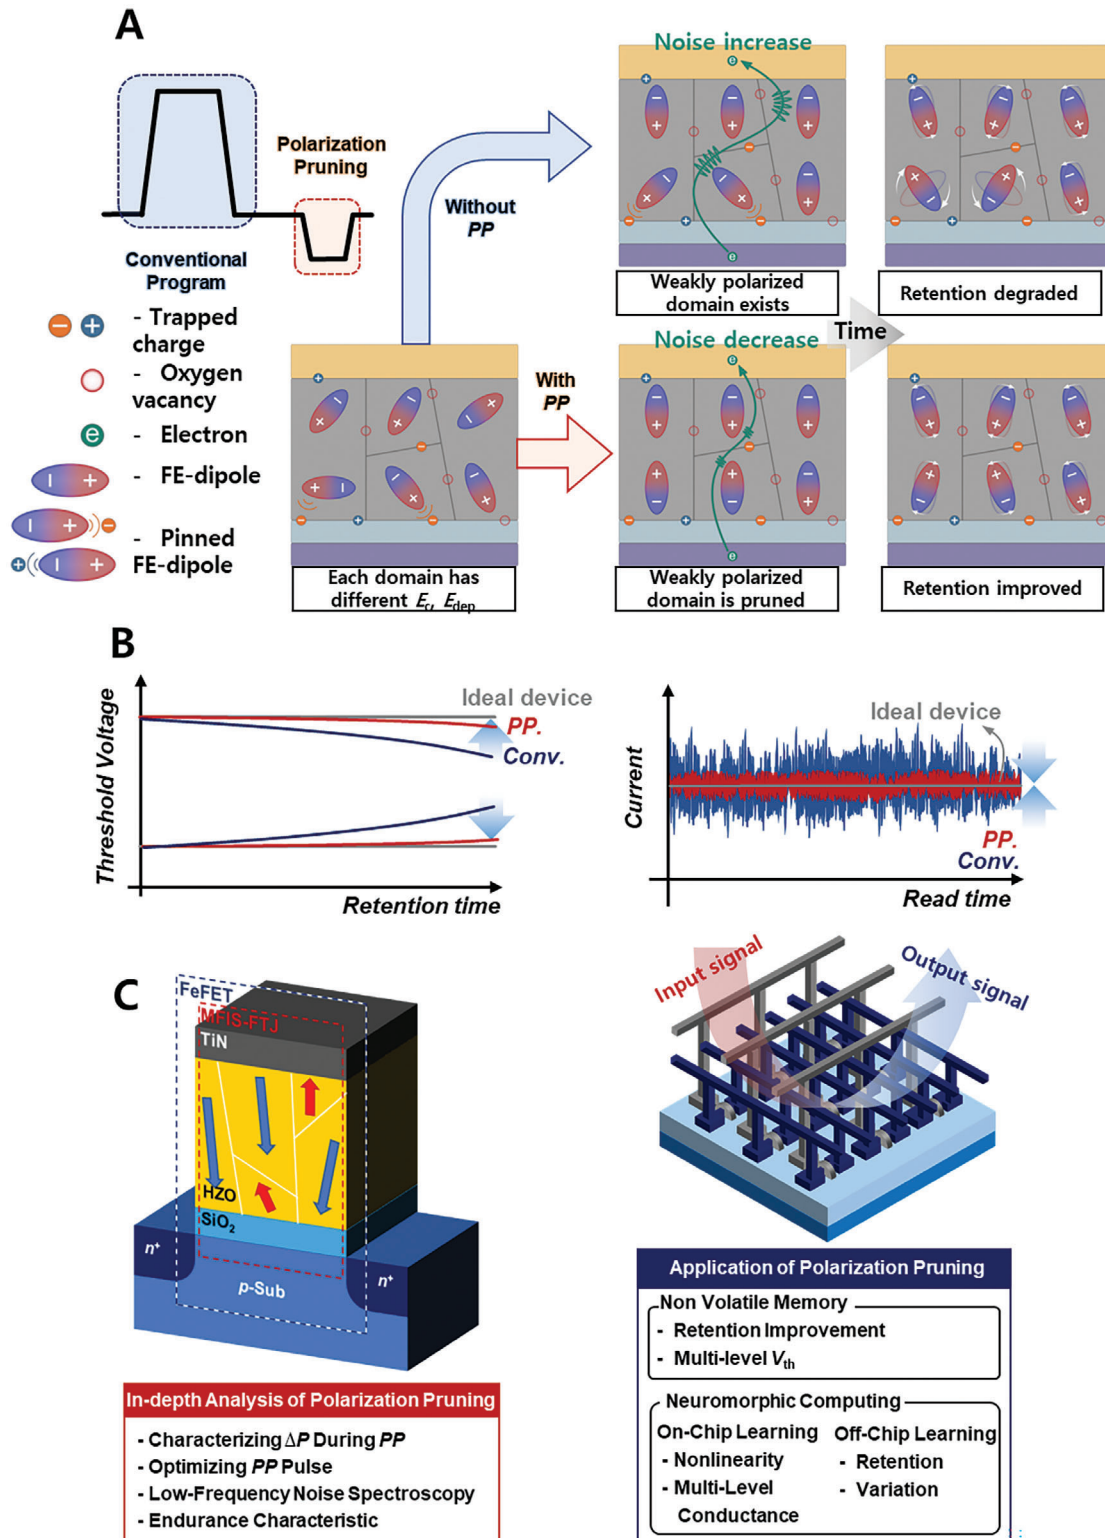 A
Polarization
Pruning
Conventional
Program
- Trapped
charge
- Oxygen
vacancy
e - Electron
- FE-dipole
- Pinned
FE-dipole
Without
PP
With
PP
Each domain has
different Ec, Edep
Noise increase
Weakly polarized
domain exists
Retention degraded
Time
Noise decrease
Weakly polarized
domain is pruned
Retention improved
B
Threshold Voltage
Ideal device
PP.
Conv.
Retention time
Current
Ideal device
PP.
Conv.
Read time
C
FeFET
MFIS-FTJ
TiN
HZO
SiO2
n+
p-Sub
n+
Input signal
Output signal
In-depth Analysis of Polarization Pruning
- Characterizing ΔP During PP
- Optimizing PP Pulse
- Low-Frequency Noise Spectroscopy
- Endurance Characteristic
Application of Polarization Pruning
Non Volatile Memory
- Retention Improvement
- Multi-level Vth
Neuromorphic Computing
On-Chip Learning
- Nonlinearity
- Multi-Level
Conductance
Off-Chip Learning
- Retention
- Variation